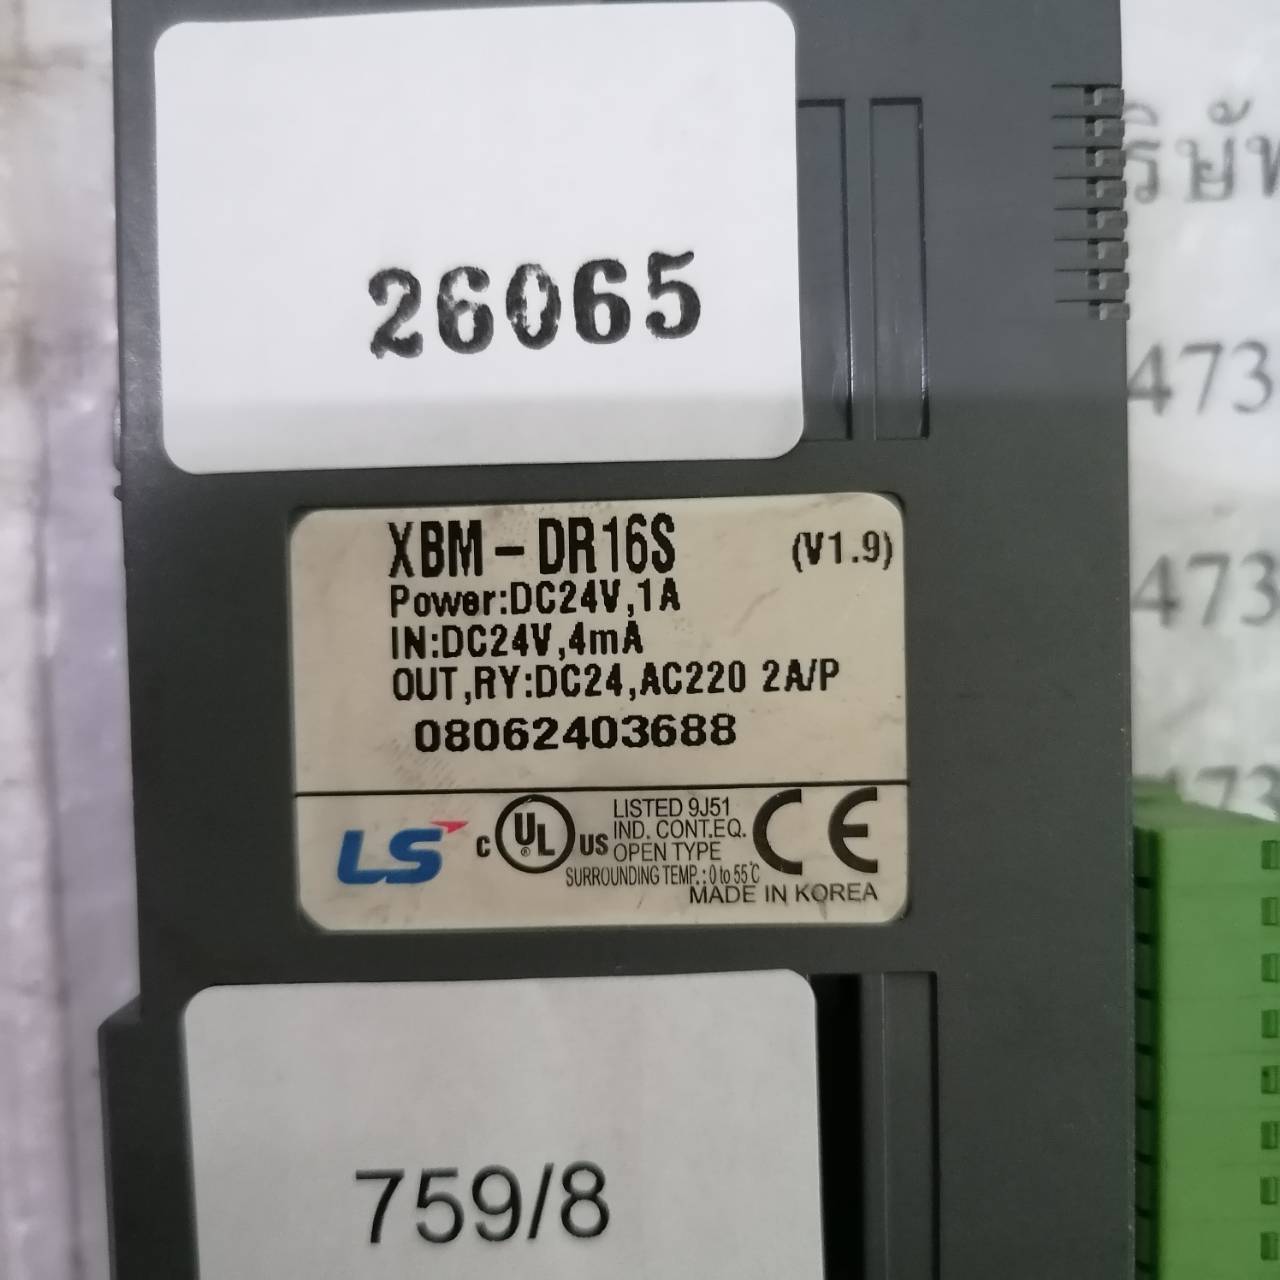 26065
XBM-DR16S (V1.9)
Power:DC24V,1A
IN:DC24V,4mA
OUT,RY:DC24,AC220 2A/P
08062403688
LS
C UL ® US
LISTED 9J51
IND. CONT.EQ.
OPEN TYPE
CE
SURROUNDING TEMP.:0 to 55℃
MADE IN KOREA
759/8
473
473
473